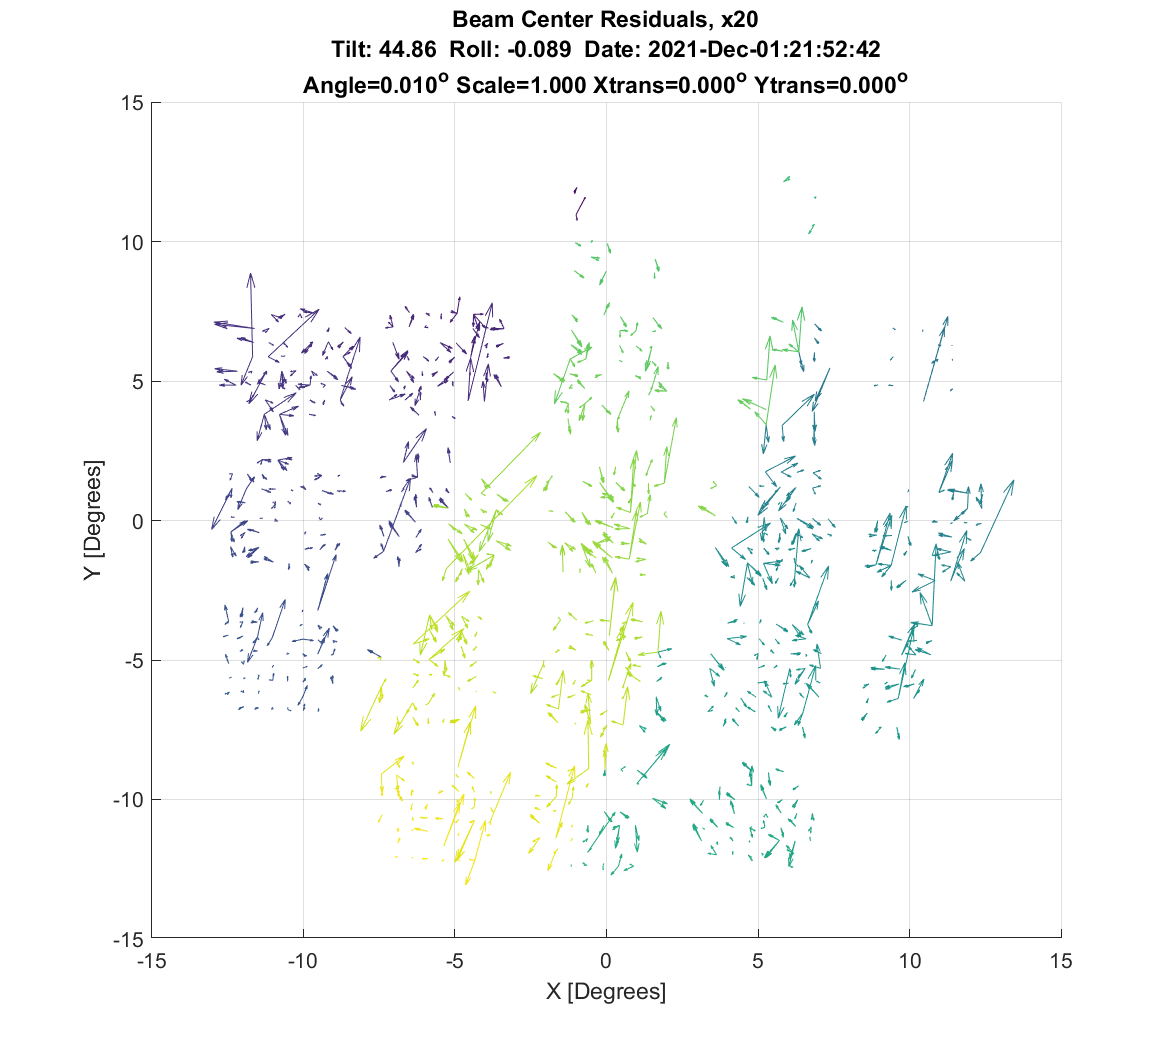 Beam Center Residuals, x20
Tilt: 44.86 Roll: -0.089 Date: 2021-Dec-01:21:52:42
Angle=0.010° Scale=1.000 Xtrans=0.000° Ytrans=0.000°
15
10
5
0
-5
-10
-15
Y [Degrees]
-15
-10
-5
0
5
10
15
X [Degrees]